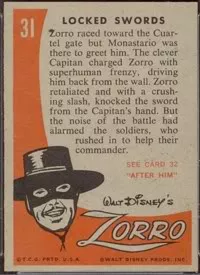 31
LOCKED SWORDS
Zorro raced toward the Cuar-
tel gate but Monastario was
there to greet him. The clever
Capitan charged Zorro with
superhuman frenzy, driving
him back from the wall. Zorro
retaliated and with a crush-
ing slash, knocked the sword
from the Capitan's hand. But
the noise of the battle had
alarmed the soldiers, who
rushed in to help their
commander.
SEE CARD 32
"AFTER HIM"
WALT DISNEY'S
ZORRO
©T.C.G. PRTD. U.S.A.
©WALT DISNEY PRODS. INC.